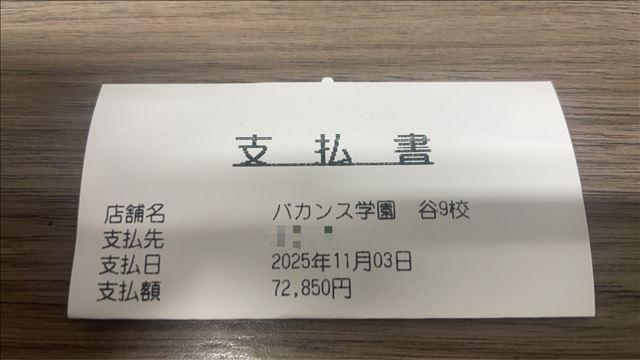 支払書
店舗名 バカンス学園 谷9校
支払先
支払日 2025年11月03日
支払額 72,850円